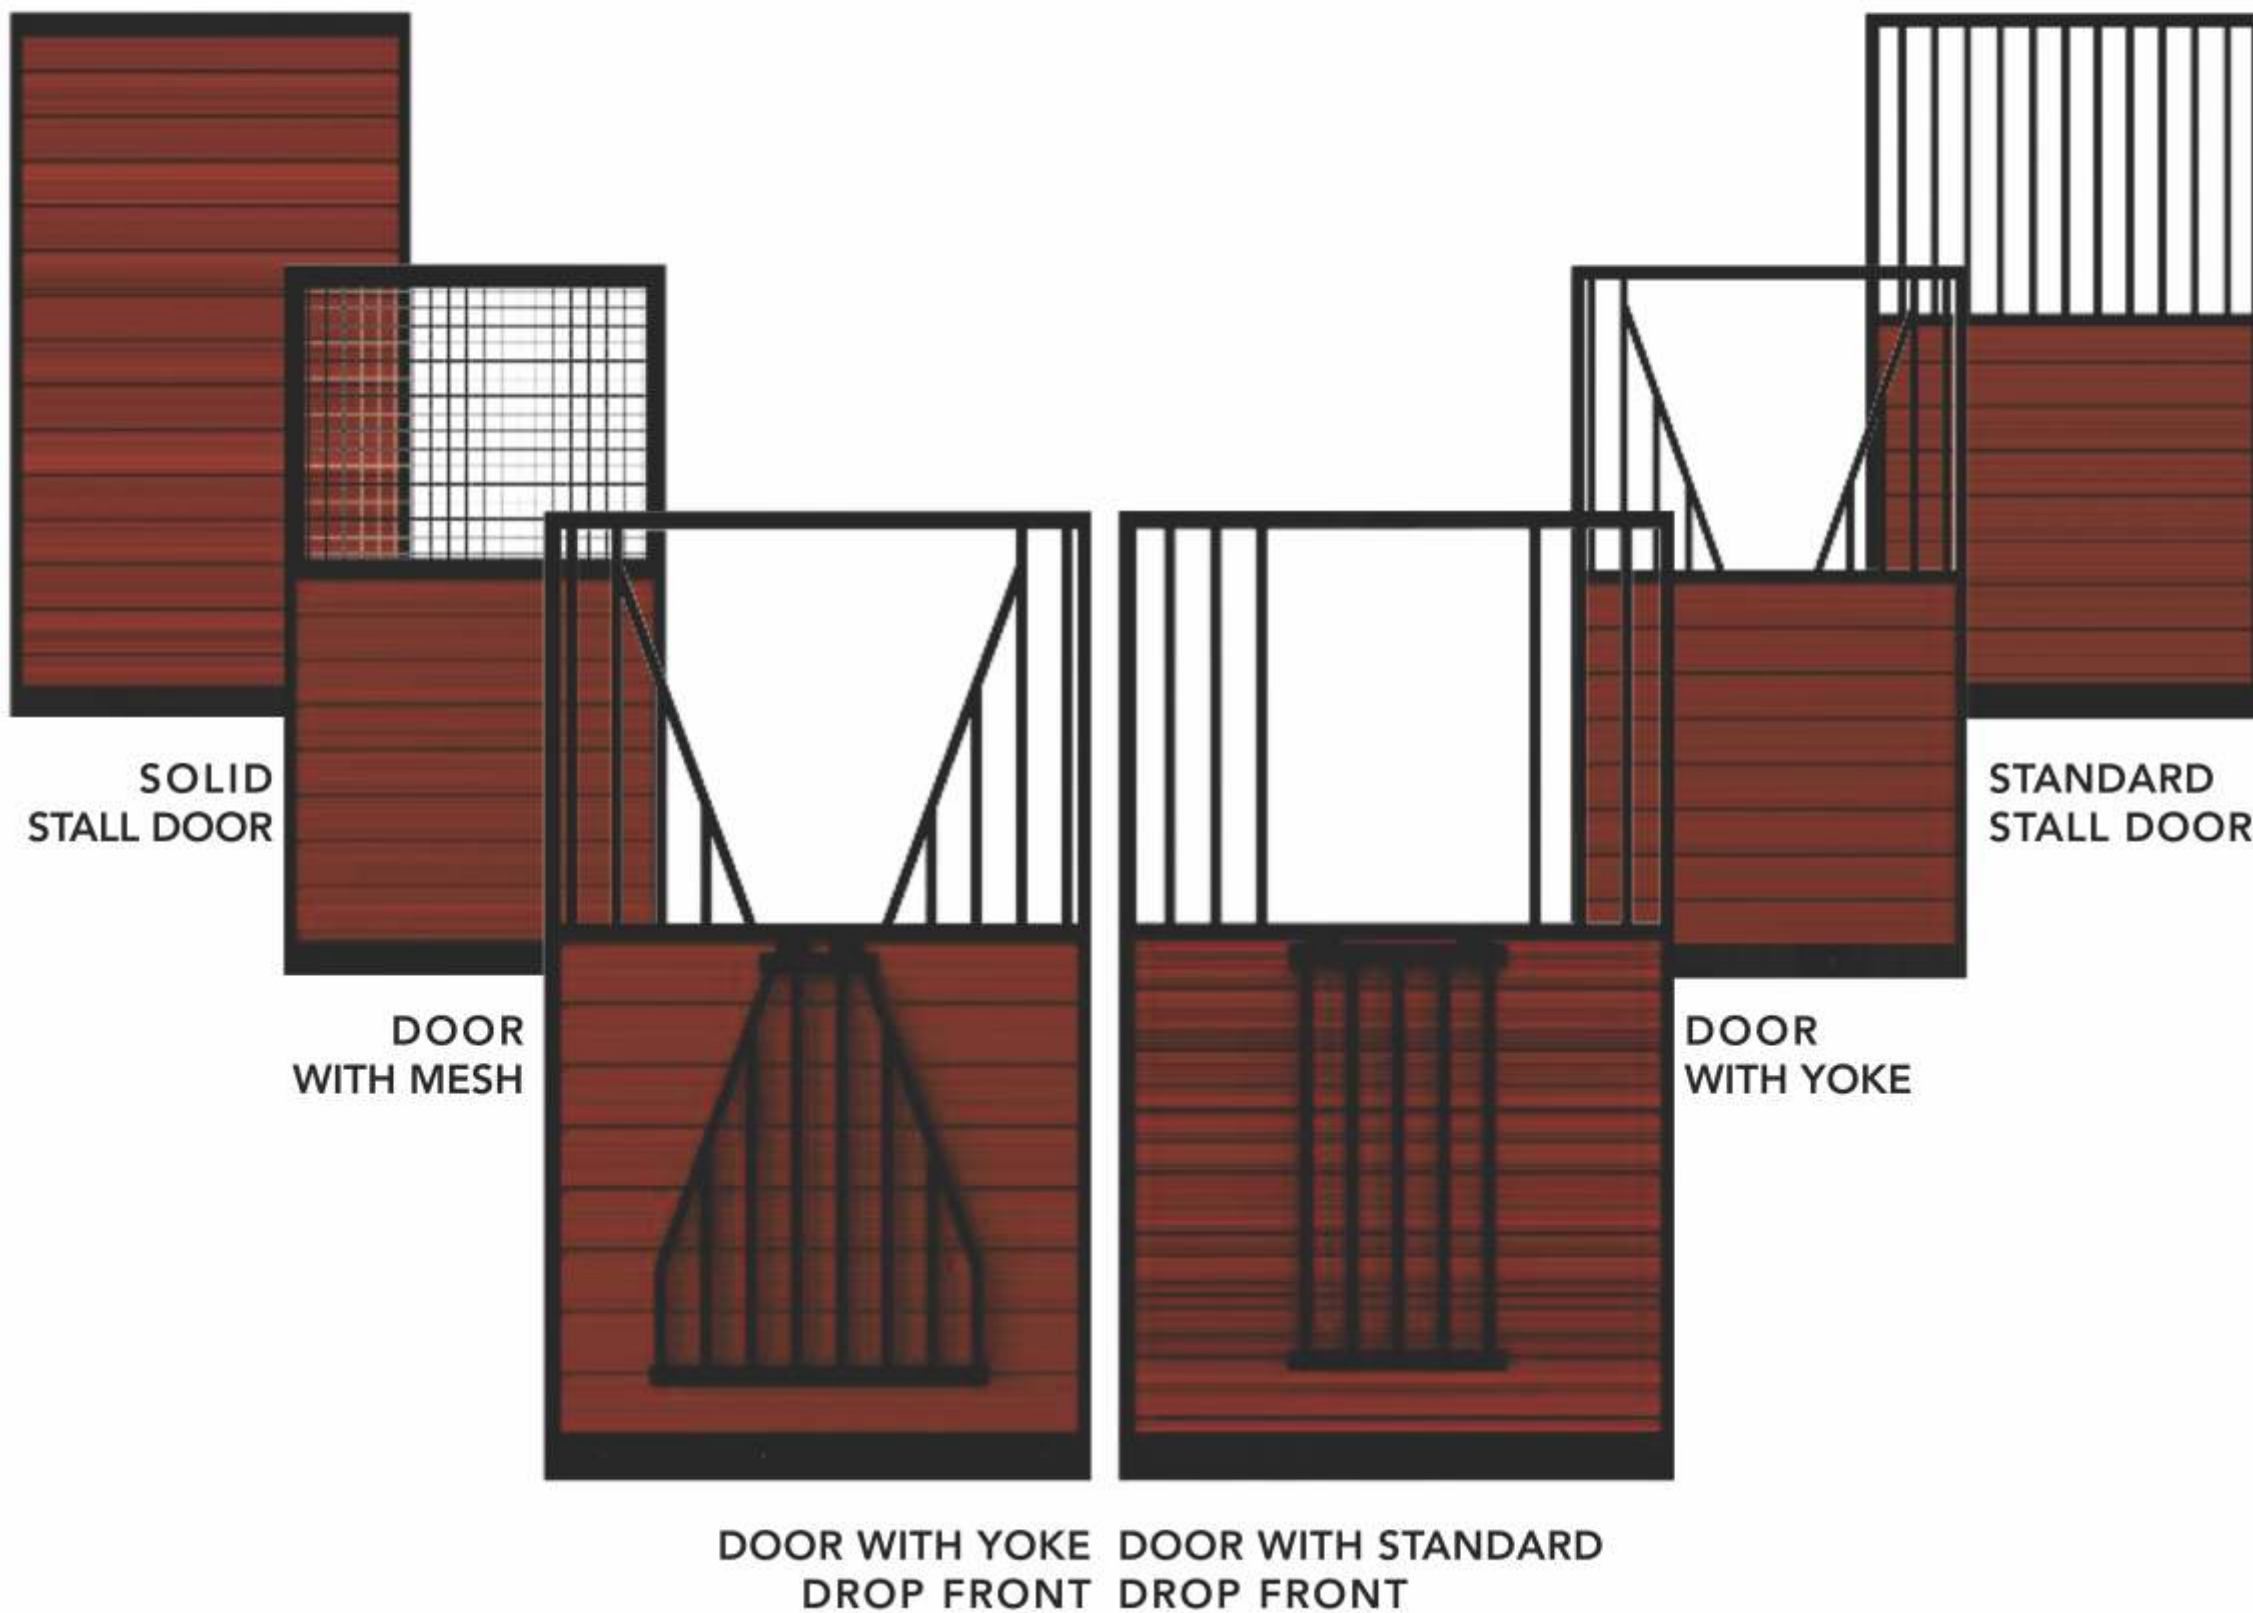 SOLID
STALL DOOR
STANDARD
STALL DOOR
DOOR
WITH MESH
DOOR
WITH YOKE
DOOR WITH YOKE
DROP FRONT
DOOR WITH STANDARD
DROP FRONT